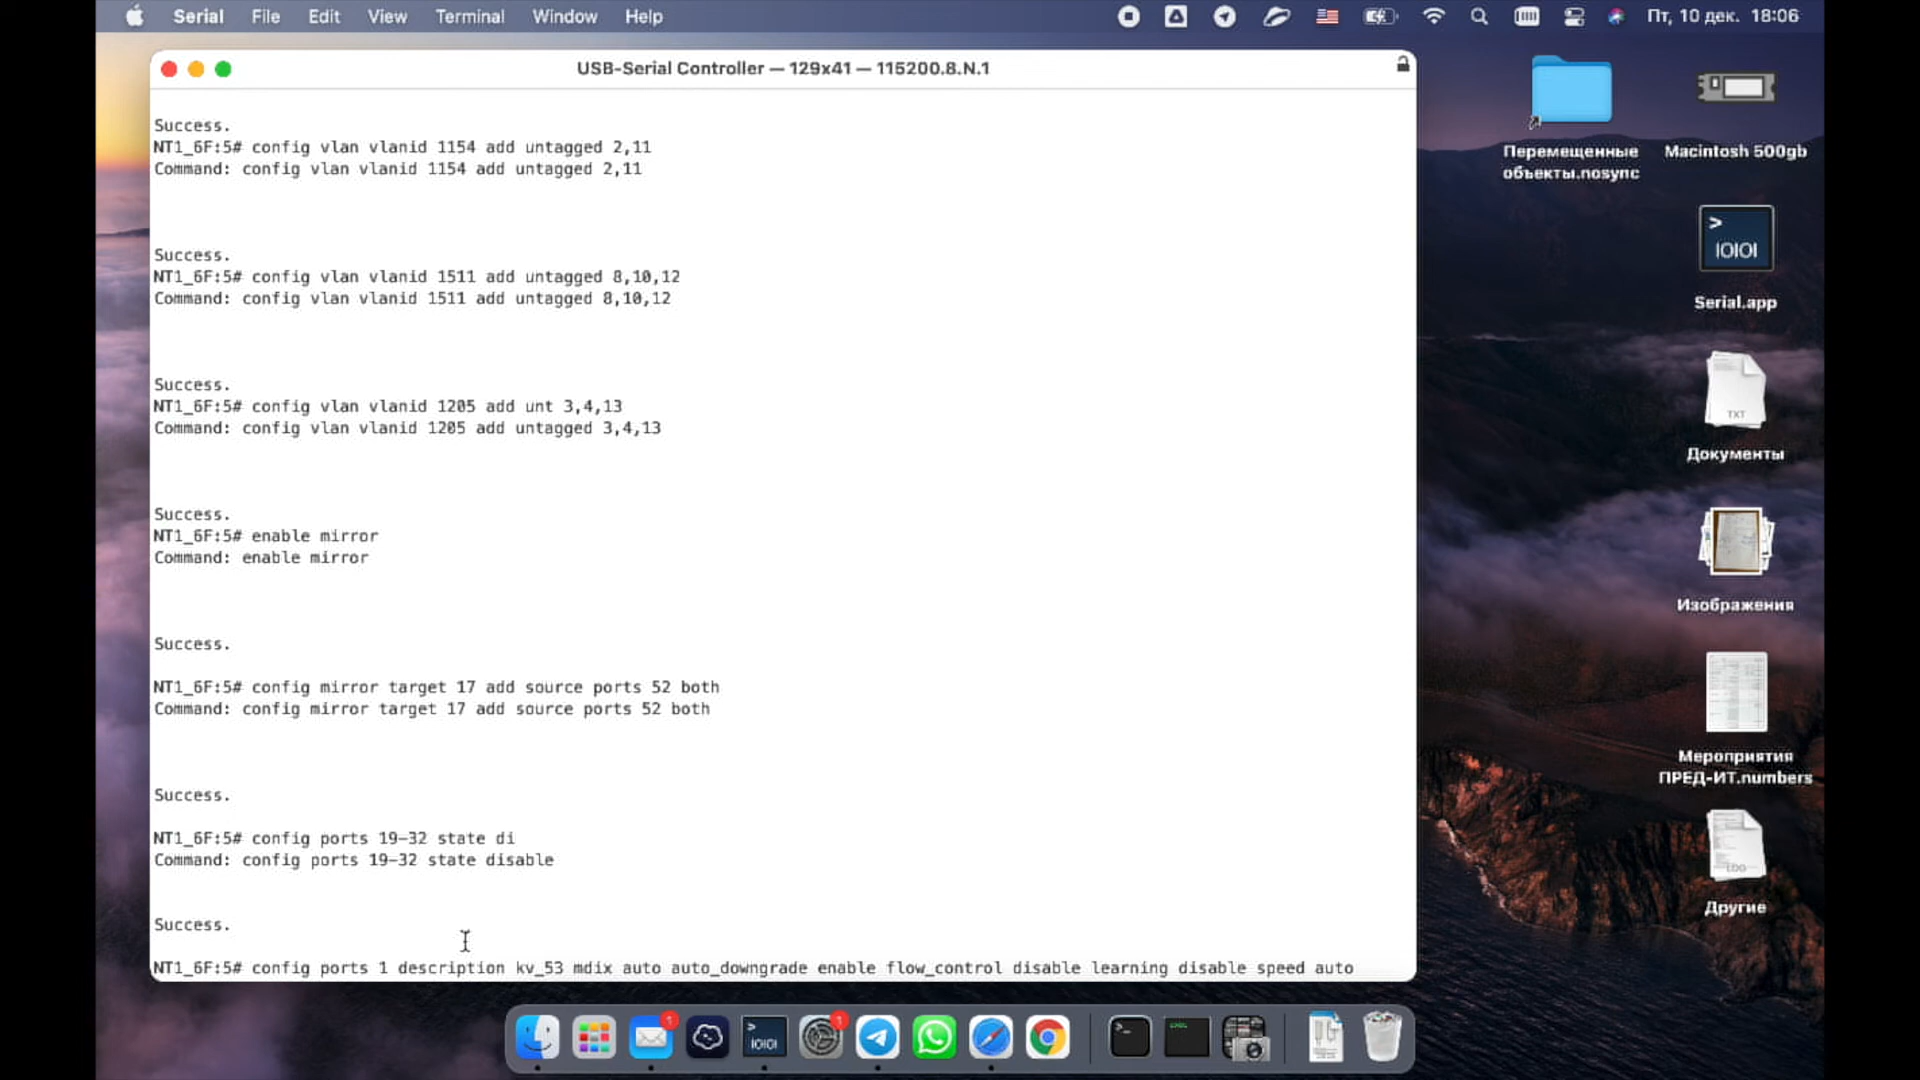 Serial File Edit View Terminal Window Help
Пт, 10 дек. 18:06
USB-Serial Controller — 129x41 — 115200.8.N.1
Success.
NT1_6F:5# config vlan vlanid 1154 add untagged 2,11
Command: config vlan vlanid 1154 add untagged 2,11
Success.
NT1_6F:5# config vlan vlanid 1511 add untagged 8,10,12
Command: config vlan vlanid 1511 add untagged 8,10,12
Success.
NT1_6F:5# config vlan vlanid 1205 add unt 3,4,13
Command: config vlan vlanid 1205 add untagged 3,4,13
Success.
NT1_6F:5# enable mirror
Command: enable mirror
Success.
NT1_6F:5# config mirror target 17 add source ports 52 both
Command: config mirror target 17 add source ports 52 both
Success.
NT1_6F:5# config ports 19-32 state di
Command: config ports 19-32 state disable
Success.
NT1_6F:5# config ports 1 description kv_53 mdix auto auto_downgrade enable flow_control disable learning disable speed auto
Перемещенные
объекты.nosync
Macintosh 500gb
>
IOIOI
Serial.app
TXT
Документы
Изображения
Мероприятия
ПРЕД-ИТ.numbers
Другие
1
>
IOIOI
1